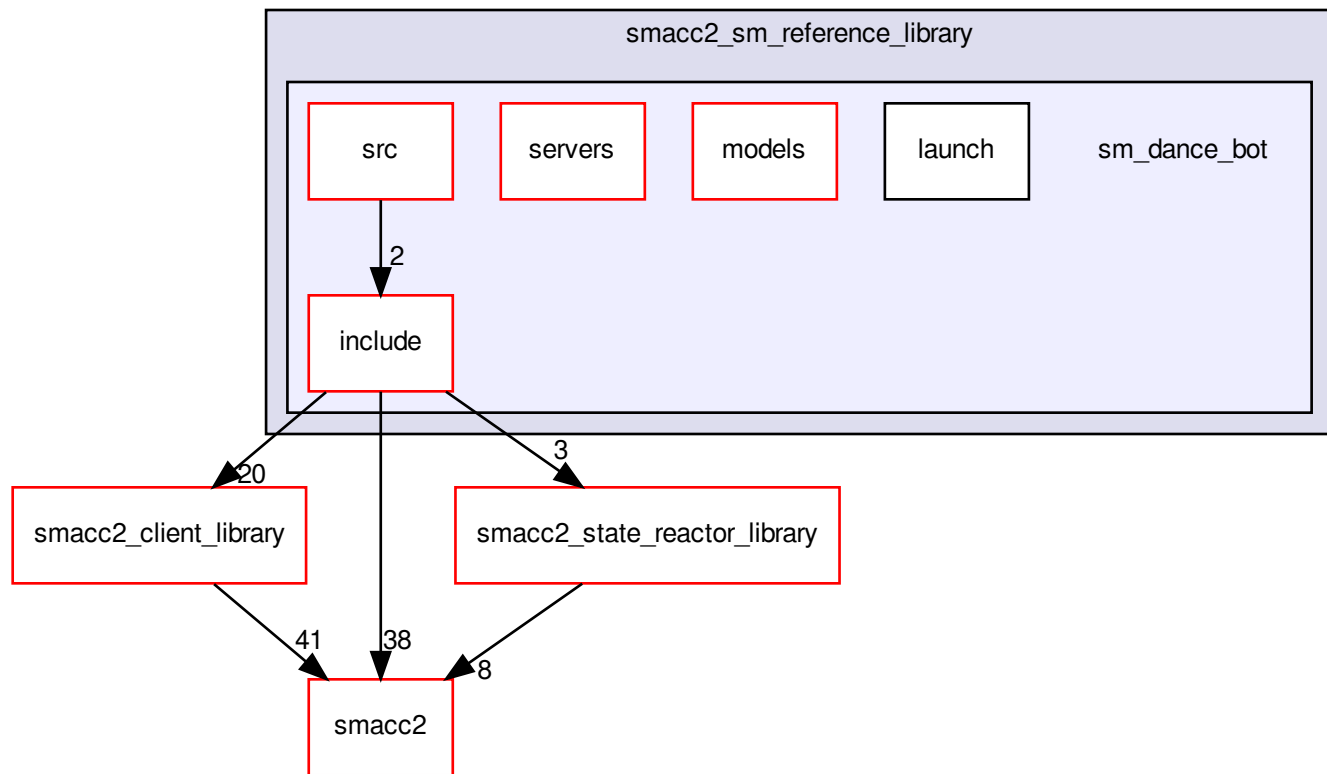 smacc2_sm_reference_library
src
servers
models
launch
sm_dance_bot
2
include
20
3
smacc2_client_library
smacc2_state_reactor_library
41
38
8
smacc2